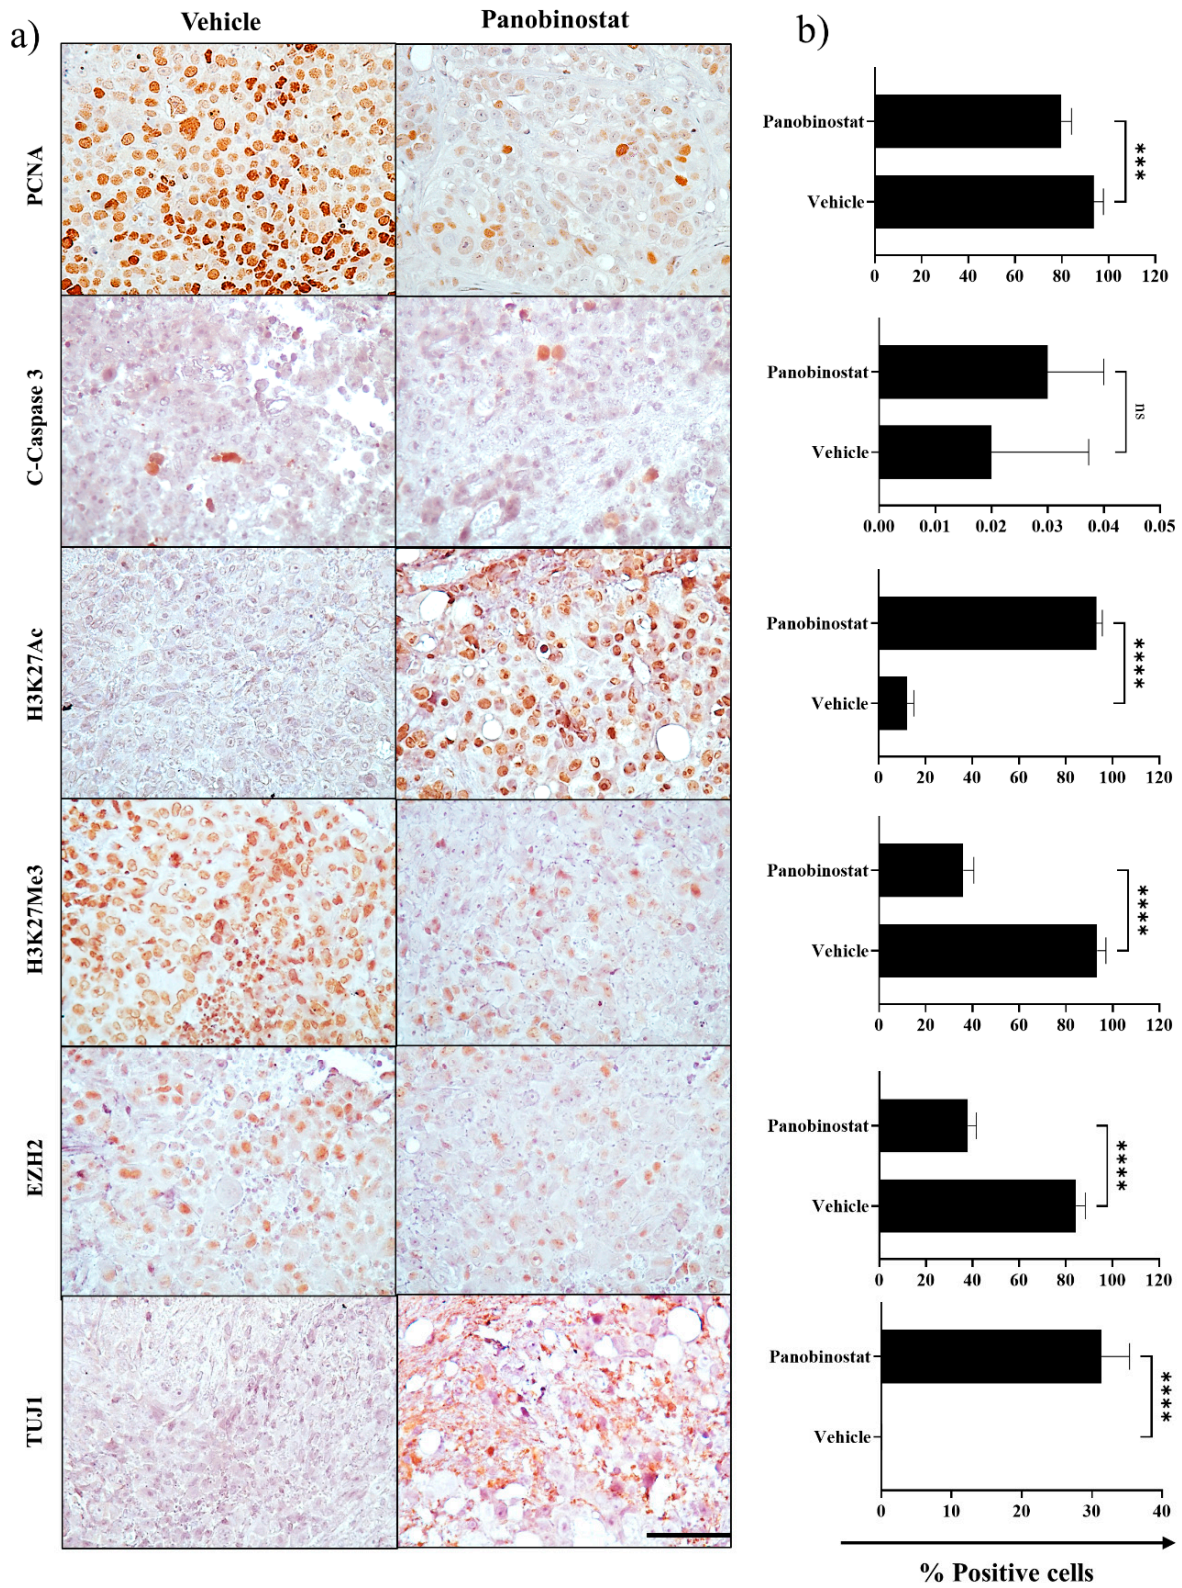 a)
Vehicle
Panobinostat
b)
PCNA
Panobinostat
Vehicle
***
0 20 40 60 80 100 120
C-Caspase 3
Panobinostat
Vehicle
ns
0.00 0.01 0.02 0.03 0.04 0.05
H3K27Ac
Panobinostat
Vehicle
****
0 20 40 60 80 100 120
H3K27Me3
Panobinostat
Vehicle
****
0 20 40 60 80 100 120
EZH2
Panobinostat
Vehicle
****
0 20 40 60 80 100 120
TUJ1
Panobinostat
Vehicle
****
0 10 20 30 40
% Positive cells